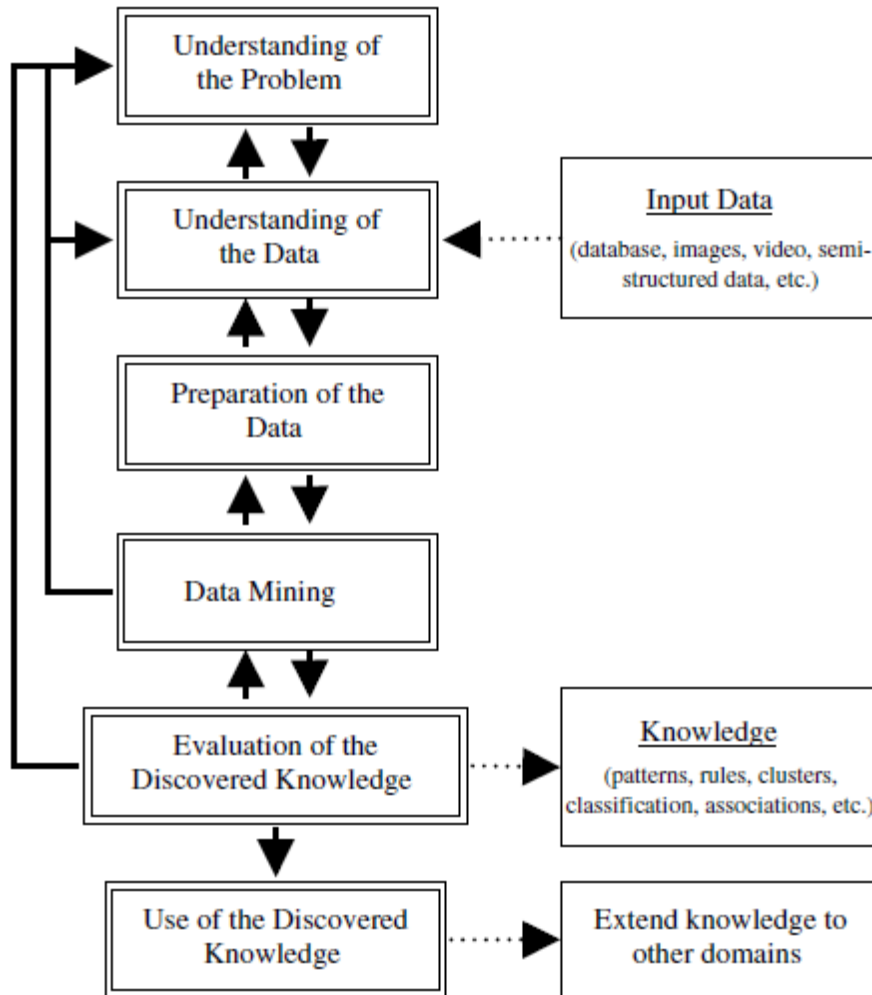 Understanding of
the Problem
Understanding of
the Data
Input Data
(database, images, video, semi-
structured data, etc.)
Preparation of the
Data
Data Mining
Evaluation of the
Discovered Knowledge
Knowledge
(patterns, rules, clusters,
classification, associations, etc.)
Use of the Discovered
Knowledge
Extend knowledge to
other domains